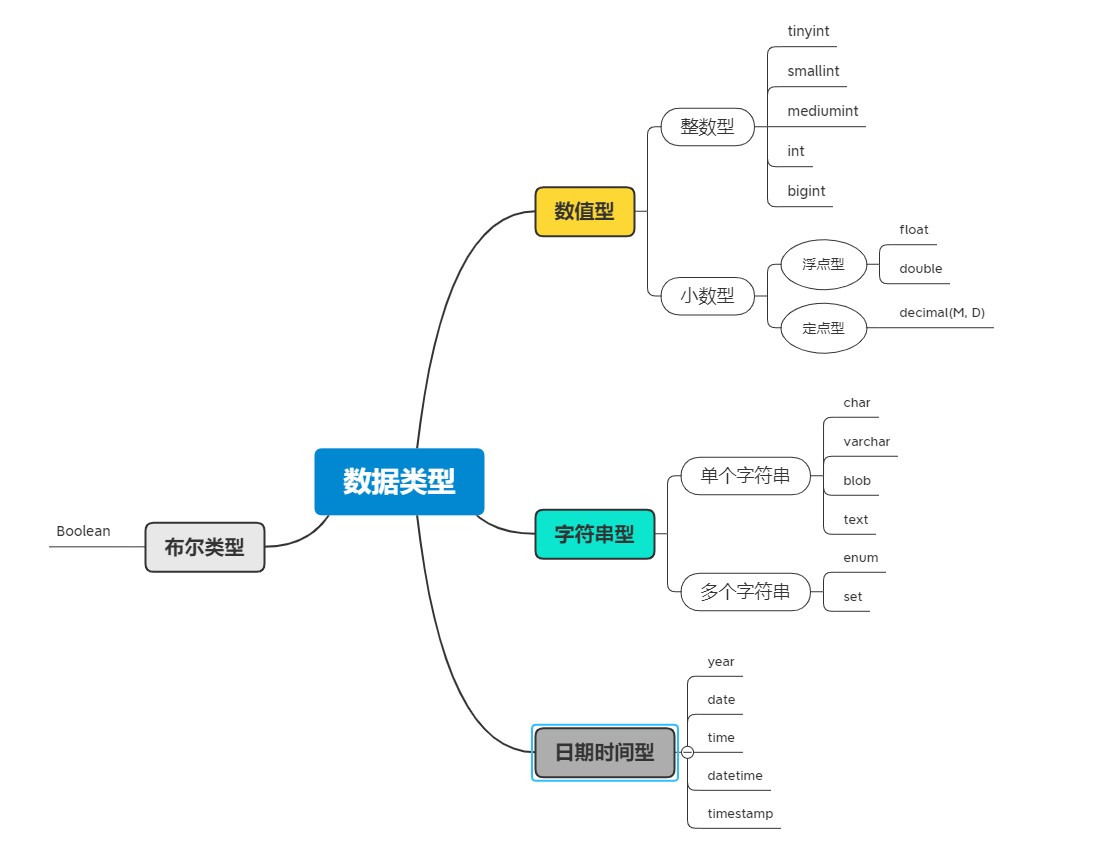 tinyint
smallint
mediumint
整数型
int
bigint
数值型
float
浮点型
double
小数型
decimal(M, D)
定点型
char
varchar
单个字符串
blob
数据类型
text
字符串型
Boolean
布尔类型
enum
多个字符串
set
year
date
time
日期时间型
datetime
timestamp